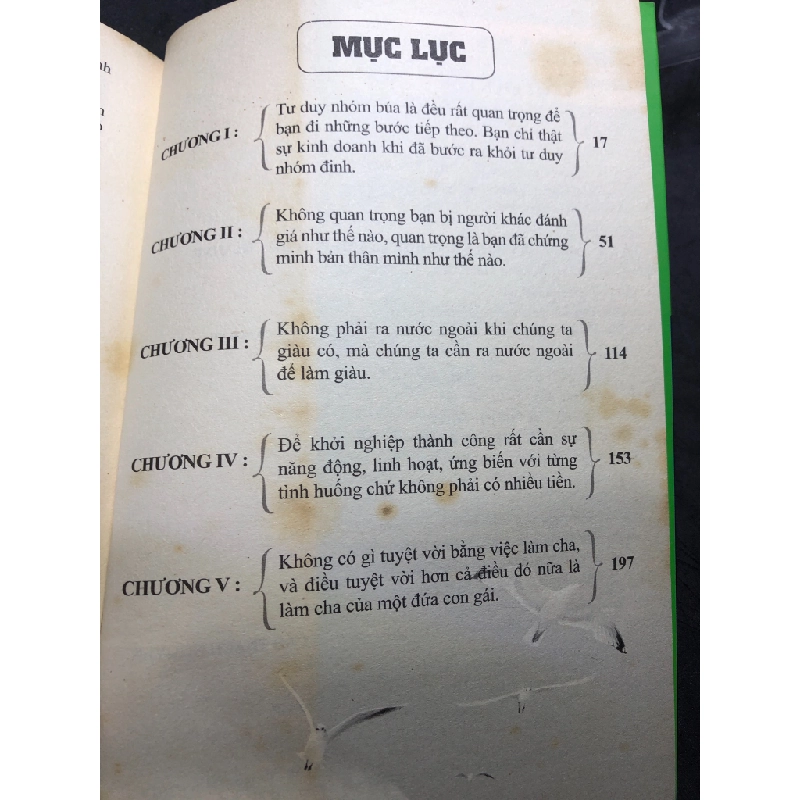 MỤC LỤC
CHƯƠNG I :
Tư duy nhóm búa là đều rất quan trọng để
bạn đi những bước tiếp theo. Bạn chỉ thật
sự kinh doanh khi đã bước ra khỏi tư duy
nhóm đinh.
17
CHƯƠNG II :
Không quan trọng bạn bị người khác đánh
giá như thế nào, quan trọng là bạn đã chứng
minh bản thân mình như thế nào.
51
CHƯƠNG III :
Không phải ra nước ngoài khi chúng ta
giàu có, mà chúng ta cần ra nước ngoài
để làm giàu.
114
CHƯƠNG IV :
Để khởi nghiệp thành công rất cần sự
năng động, linh hoạt, ứng biến với từng
tình huống chứ không phải có nhiều tiền.
153
CHƯƠNG V :
Không có gì tuyệt vời bằng việc làm cha,
và điều tuyệt vời hơn cả điều đó nữa là
làm cha của một đứa con gái.
197